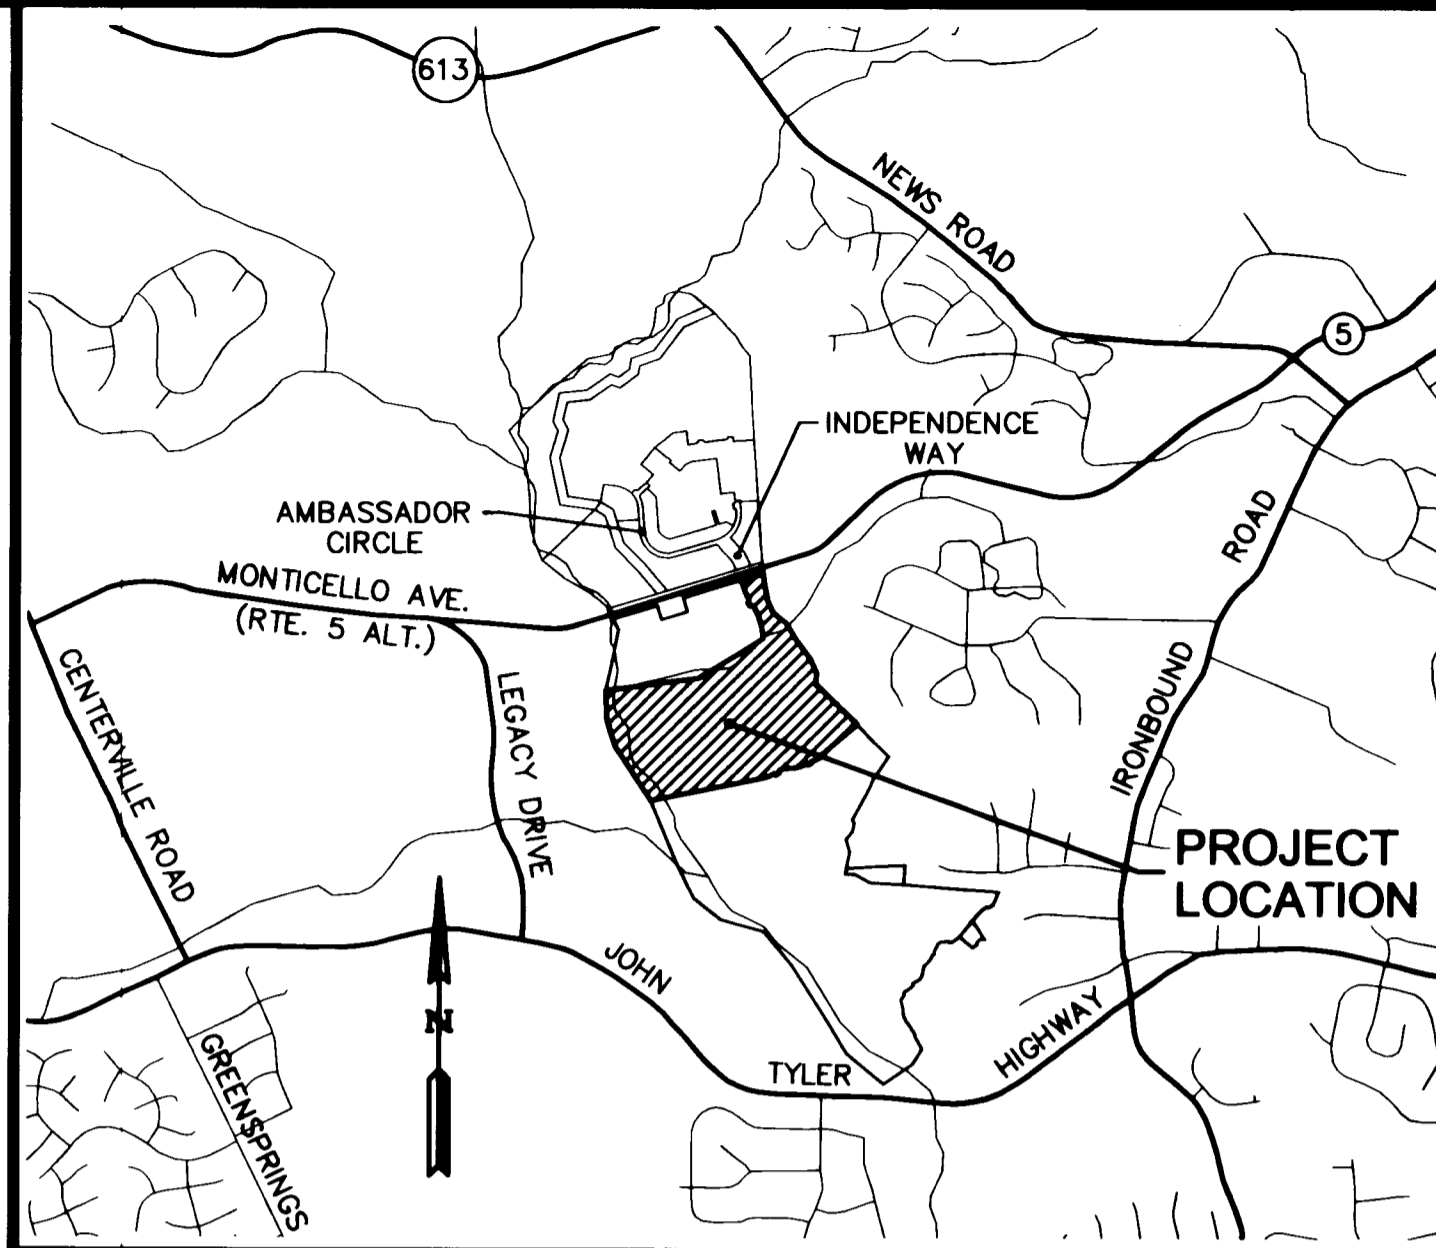 613
NEWS ROAD
5
INDEPENDENCE
WAY
AMBASSADOR
CIRCLE
MONTICELLO AVE.
(RTE. 5 ALT.)
CENTERVILLE ROAD
LEGACY DRIVE
IRONBOUND ROAD
PROJECT
LOCATION
JOHN TYLER HIGHWAY
N
GREENSPRINGS